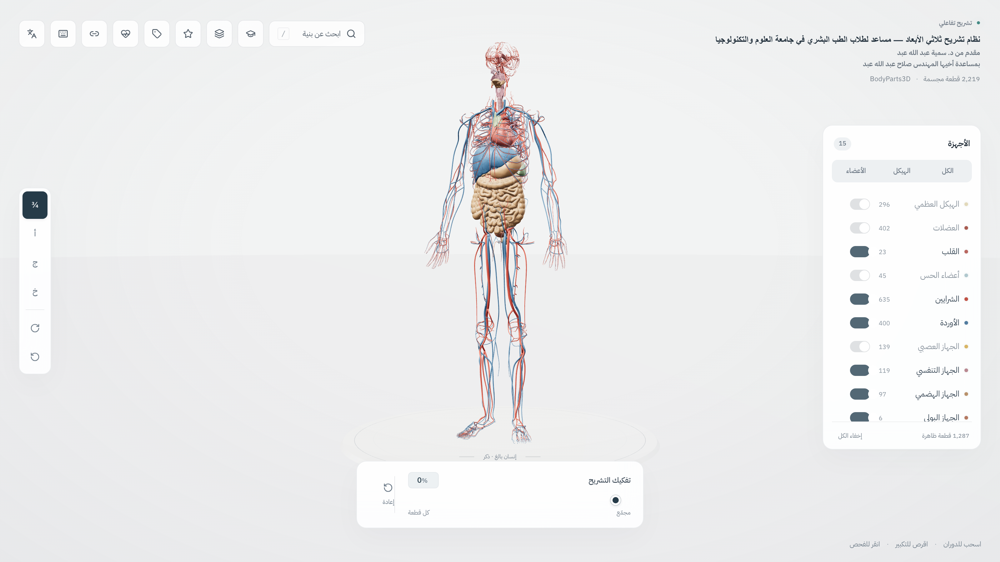 تشريح تفاعلي
نظام تشريح ثلاثي الأبعاد — مساعد لطلاب الطب البشري في جامعة العلوم والتكنولوجيا
مقدم من د. سمية عبد الله عبد
بمساعدة أخيها المهندس صلاح عبد الله عبد
2,219 قطعة مجسمة · BodyParts3D
ابحث عن بنية /
الأجهزة 15
الكل الهيكل الأعضاء
الهيكل العظمي 296
العضلات 402
القلب 23
أعضاء الحس 45
الشرايين 635
الأوردة 400
الجهاز العصبي 139
الجهاز التنفسي 119
الجهاز الهضمي 97
الجهاز البولي 6
1,287 قطعة ظاهرة إخفاء الكل
¾
أ
ج
خ
إنسان بالغ · ذكر
تفكيك التشريح 0%
مجمّع كل قطعة
إعادة
اسحب للدوران · اقرص للتكبير · انقر للفحص